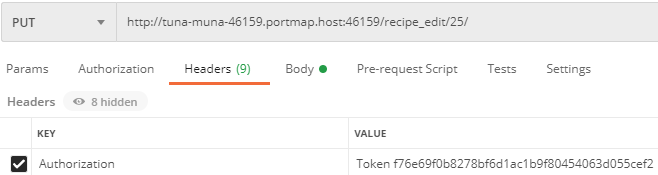 PUT http://tuna-muna-46159.portmap.host:46159/recipe_edit/25/
Params Authorization Headers (9) Body Pre-request Script Tests Settings
Headers 8 hidden
KEY VALUE
Authorization Token f76e69f0b8278bf6d1ac1b9f80454063d055cef2